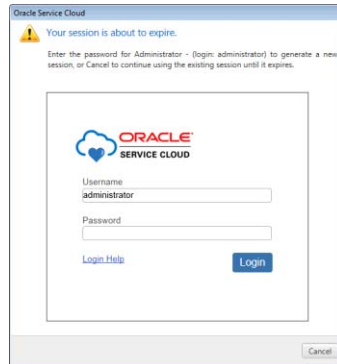 Oracle Service Cloud
Your session is about to expire.
Enter the password for Administrator - (login: administrator) to generate a new
session, or Cancel to continue using the existing session until it expires.
ORACLE
SERVICE CLOUD
Username
administrator
Password
Login Help
Login
Cancel